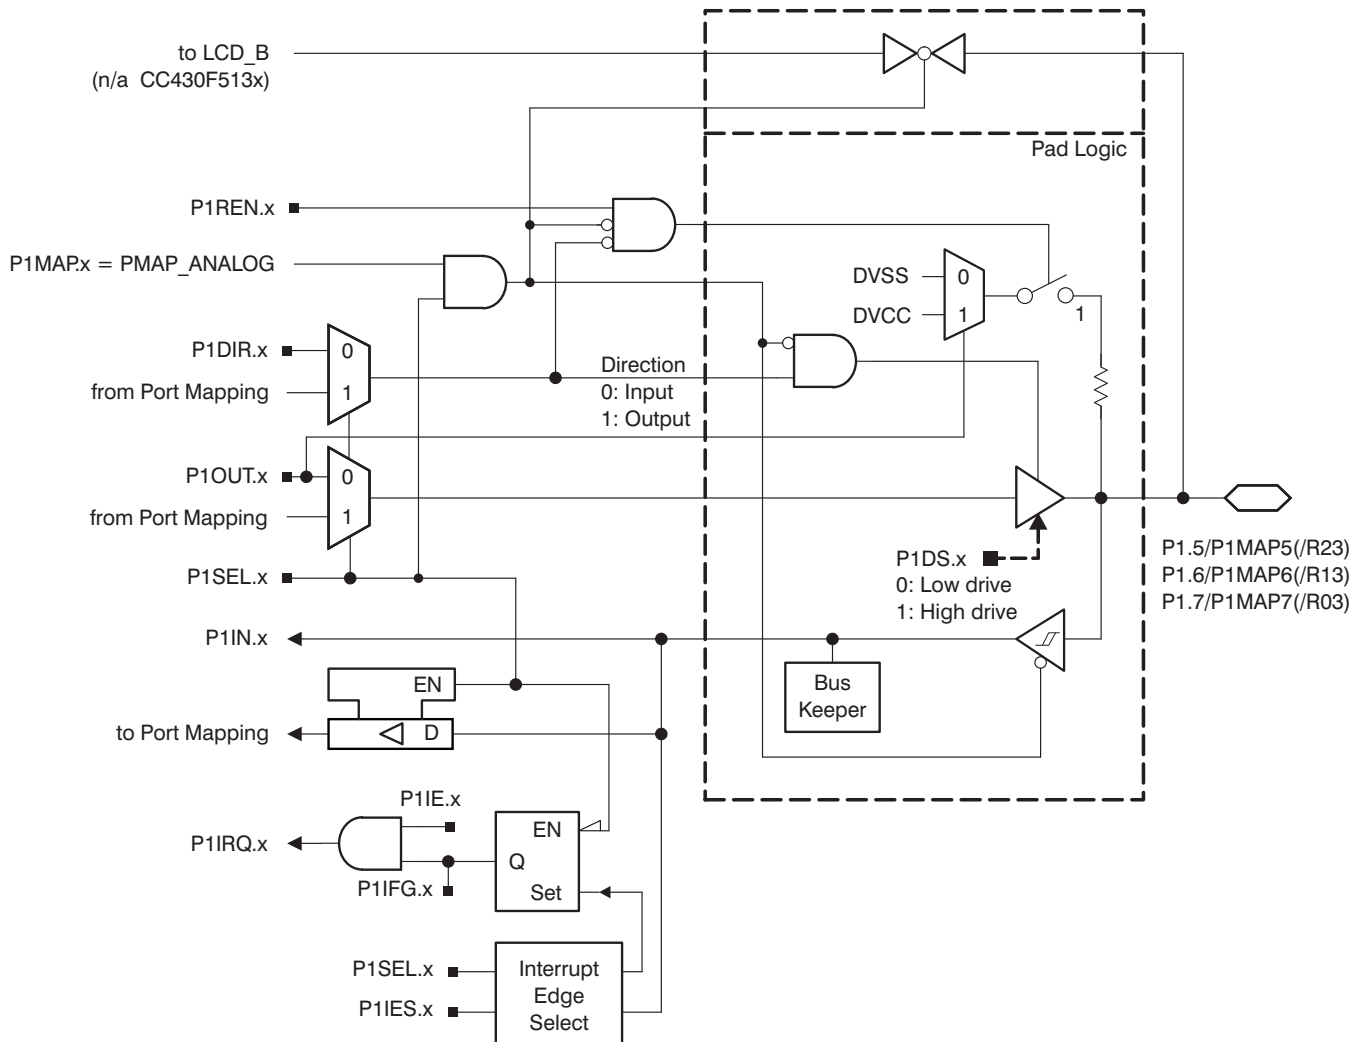 to LCD_B
(n/a CC430F513x)
Pad Logic
P1REN.x
P1MAP.x = PMAP_ANALOG
DVSS
0
DVCC
1
1
P1DIR.x
0
from Port Mapping
1
Direction
0: Input
1: Output
P1OUT.x
0
from Port Mapping
1
P1DS.x
0: Low drive
1: High drive
P1.5/P1MAP5(/R23)
P1.6/P1MAP6(/R13)
P1.7/P1MAP7(/R03)
P1SEL.x
P1IN.x
Bus
Keeper
EN
to Port Mapping
D
P1IE.x
P1IRQ.x
EN
Q
P1IFG.x
Set
P1SEL.x
P1IES.x
Interrupt
Edge
Select